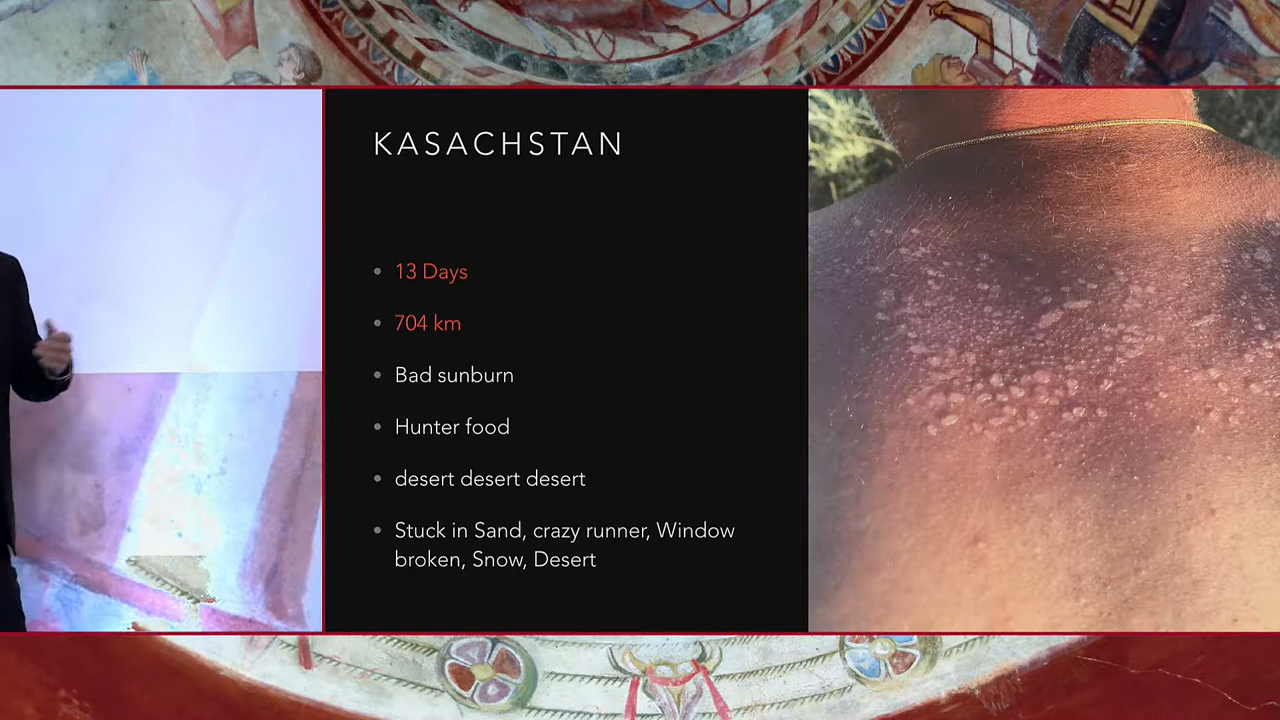 KASACHSTAN
13 Days
704 km
Bad sunburn
Hunter food
desert desert desert
Stuck in Sand, crazy runner, Window
broken, Snow, Desert